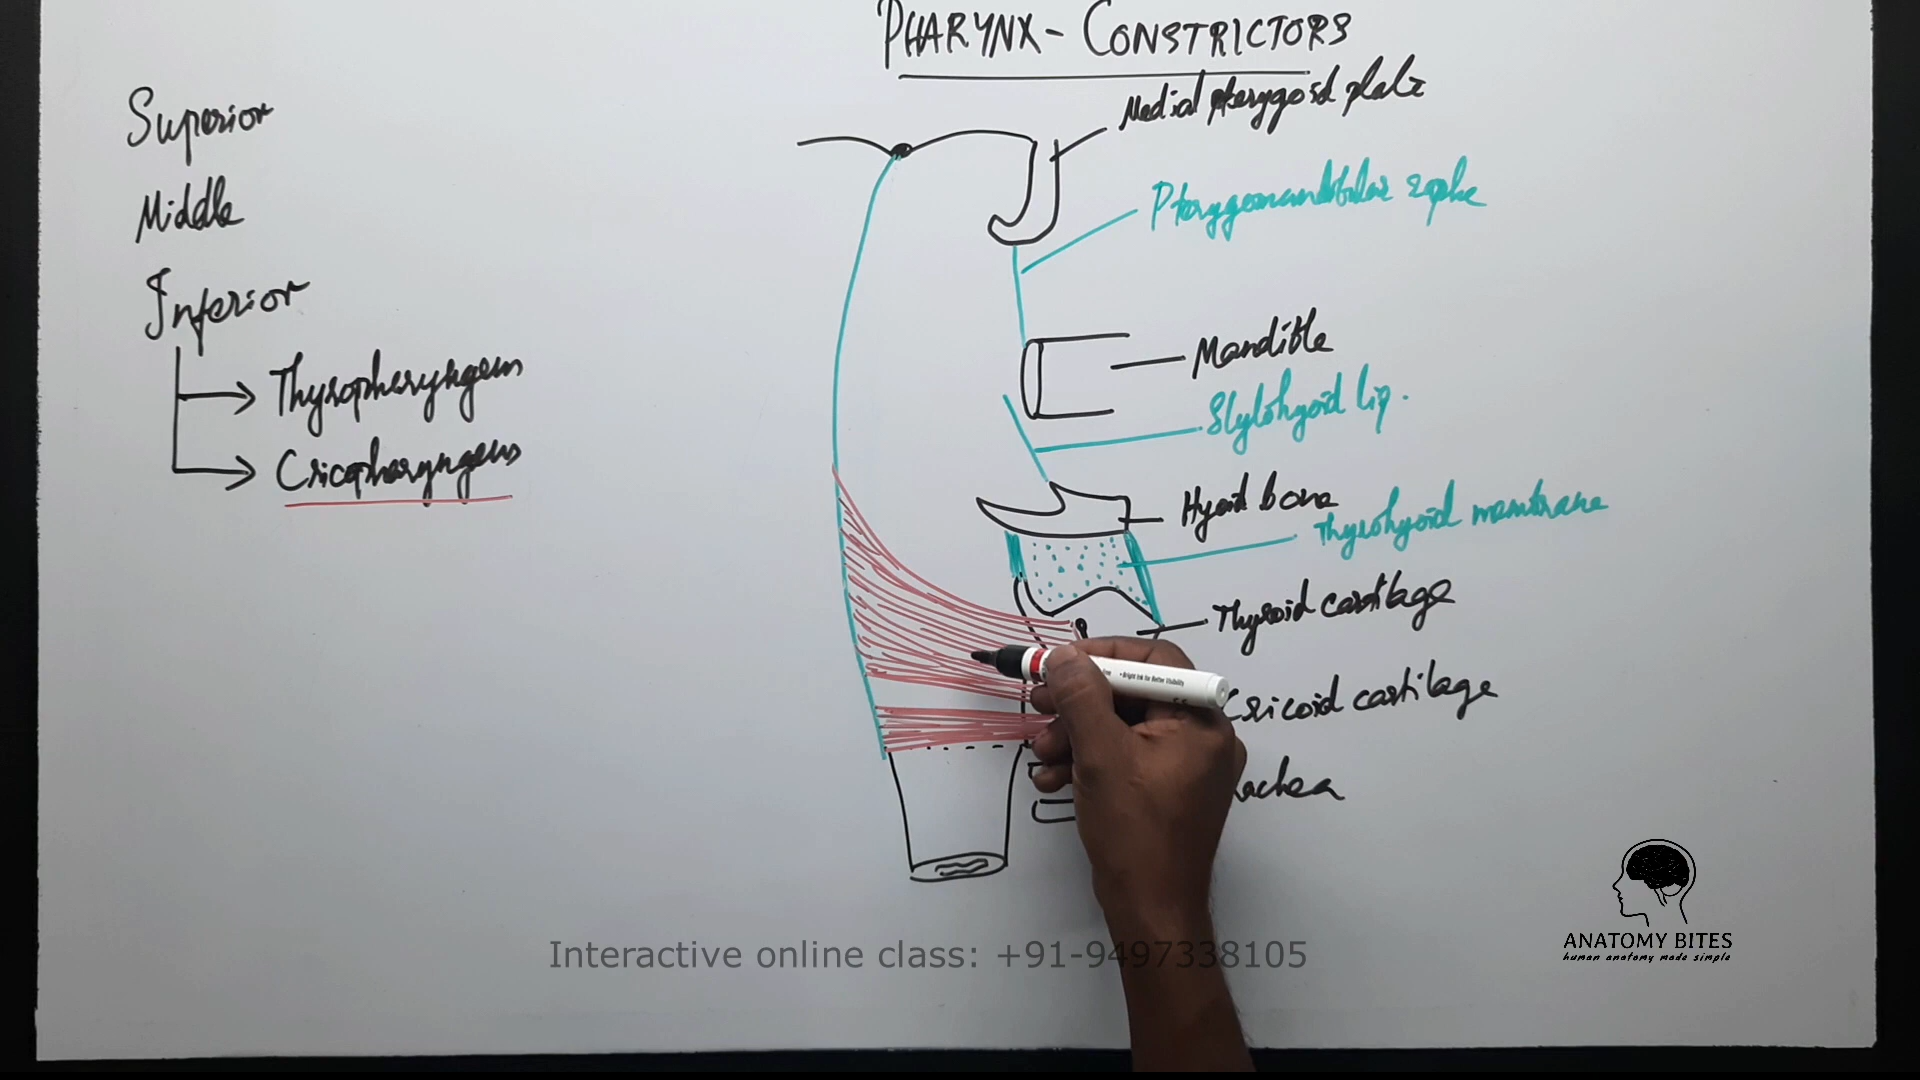 PHARYNX - CONSTRICTORS
Superior
Middle
Inferior
Thyropharyngeus
Cricopharyngeus
Medial pterygoid plate
Pterygomandibular raphe
Mandible
Stylohyoid lig.
Hyoid bone
Thyrohyoid membrane
Thyroid cartilage
Cricoid cartilage
Interactive online class: +91-9497338105
ANATOMY BITES
human anatomy made simple